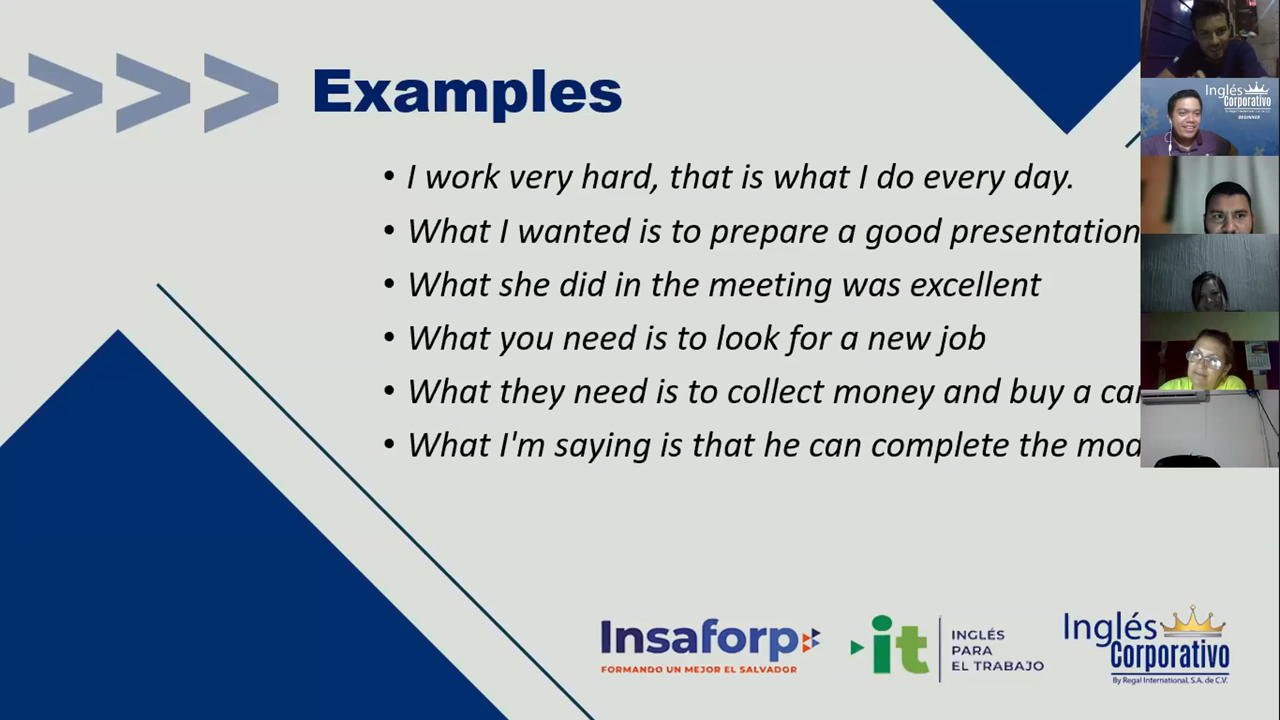 Examples
• I work very hard, that is what I do every day.
• What I wanted is to prepare a good presentation
• What she did in the meeting was excellent
• What you need is to look for a new job
• What they need is to collect money and buy a
• What I'm saying is that he can complete the
Inglés
Corporativo
BEGINNER
Insaforp
FORMANDO UN MEJOR EL SALVADOR
it
INGLÉS
PARA
EL TRABAJO
Inglés
Corporativo
By Regal International, S.A. de C.V.